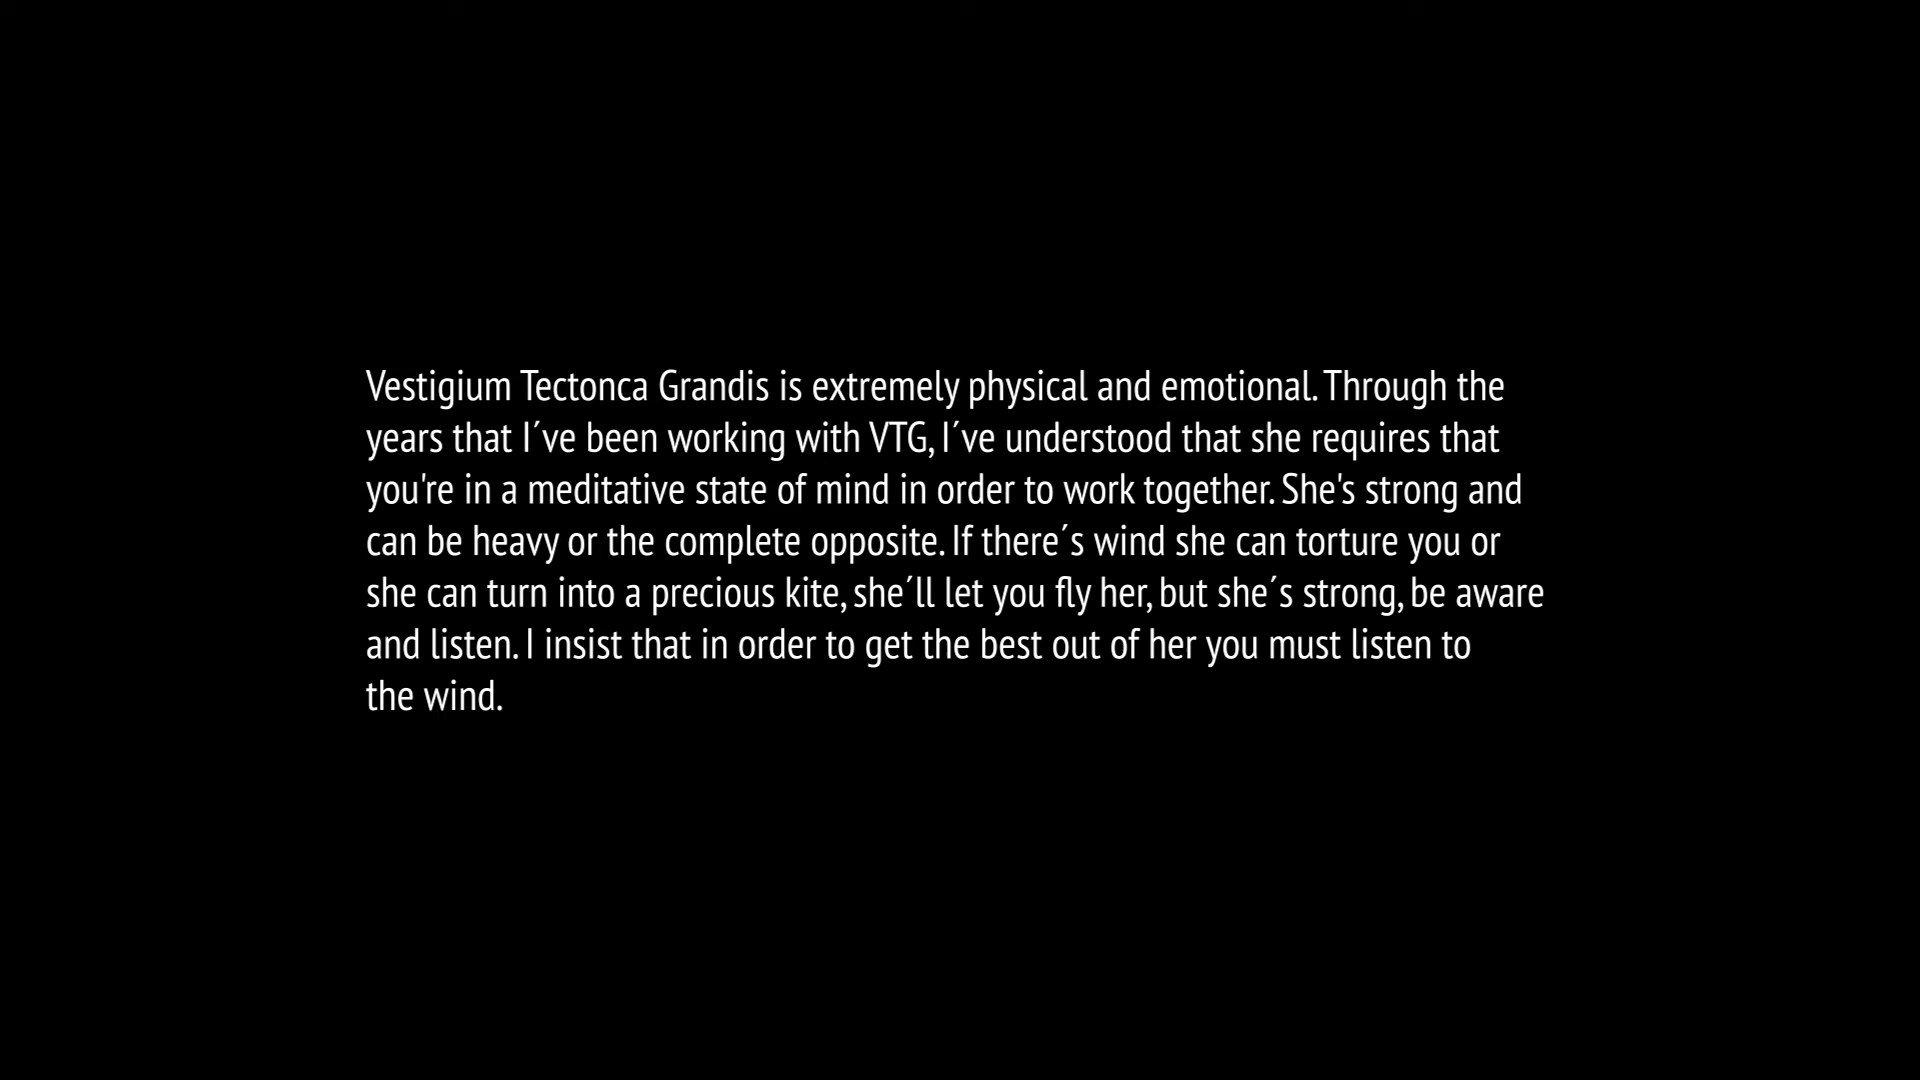 Vestigium Tectonca Grandis is extremely physical and emotional. Through the
years that I´ve been working with VTG, I´ve understood that she requires that
you're in a meditative state of mind in order to work together. She's strong and
can be heavy or the complete opposite. If there´s wind she can torture you or
she can turn into a precious kite, she´ll let you fly her, but she´s strong, be aware
and listen. I insist that in order to get the best out of her you must listen to
the wind.